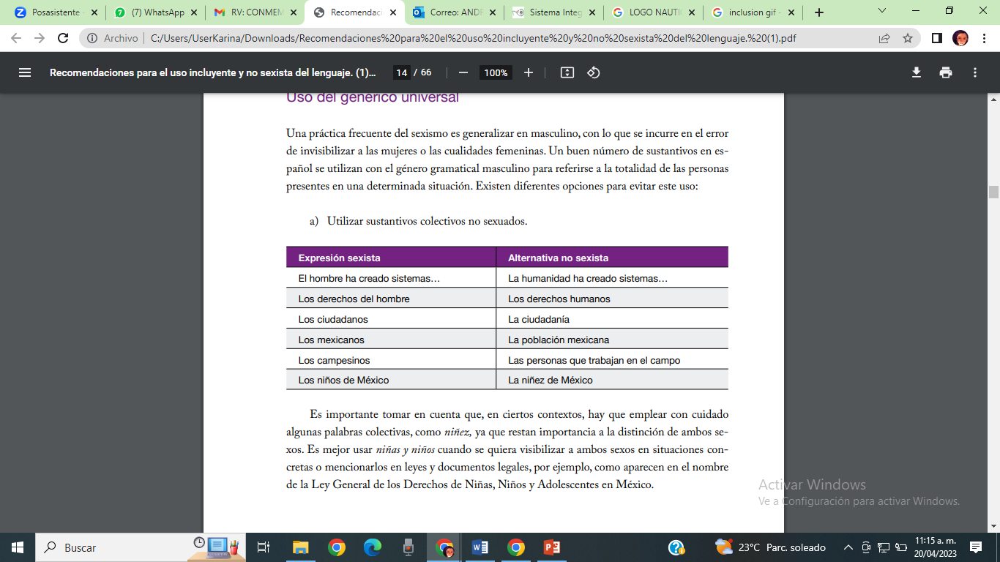 Posasistente -
(7) WhatsApp
RV: CONMEM
Recomendaci
Correo: ANDR
Sistema Integ
LOGO NAUTI
inclusion gif -
Archivo
C:/Users/UserKarina/Downloads/Recomendaciones%20para%20el%20uso%20incluyente%20y%20no%20sexista%20del%20lenguaje.%20(1).pdf
Recomendaciones para el uso incluyente y no sexista del lenguaje. (1)...
14 / 66
100%
Uso del genérico universal
Una práctica frecuente del sexismo es generalizar en masculino, con lo que se incurre en el error
de invisibilizar a las mujeres o las cualidades femeninas. Un buen número de sustantivos en es-
pañol se utilizan con el género gramatical masculino para referirse a la totalidad de las personas
presentes en una determinada situación. Existen diferentes opciones para evitar este uso:
a) Utilizar sustantivos colectivos no sexuados.
Expresión sexista Alternativa no sexista
El hombre ha creado sistemas… La humanidad ha creado sistemas…
Los derechos del hombre Los derechos humanos
Los ciudadanos La ciudadanía
Los mexicanos La población mexicana
Los campesinos Las personas que trabajan en el campo
Los niños de México La niñez de México
Es importante tomar en cuenta que, en ciertos contextos, hay que emplear con cuidado
algunas palabras colectivas, como niñez, ya que restan importancia a la distinción de ambos se-
xos. Es mejor usar niñas y niños cuando se quiera visibilizar a ambos sexos en situaciones con-
cretas o mencionarlos en leyes y documentos legales, por ejemplo, como aparecen en el nombre
de la Ley General de los Derechos de Niñas, Niños y Adolescentes en México.
Activar Windows
Ve a Configuración para activar Windows.
Buscar
23°C Parc. soleado
11:15 a. m.
20/04/2023